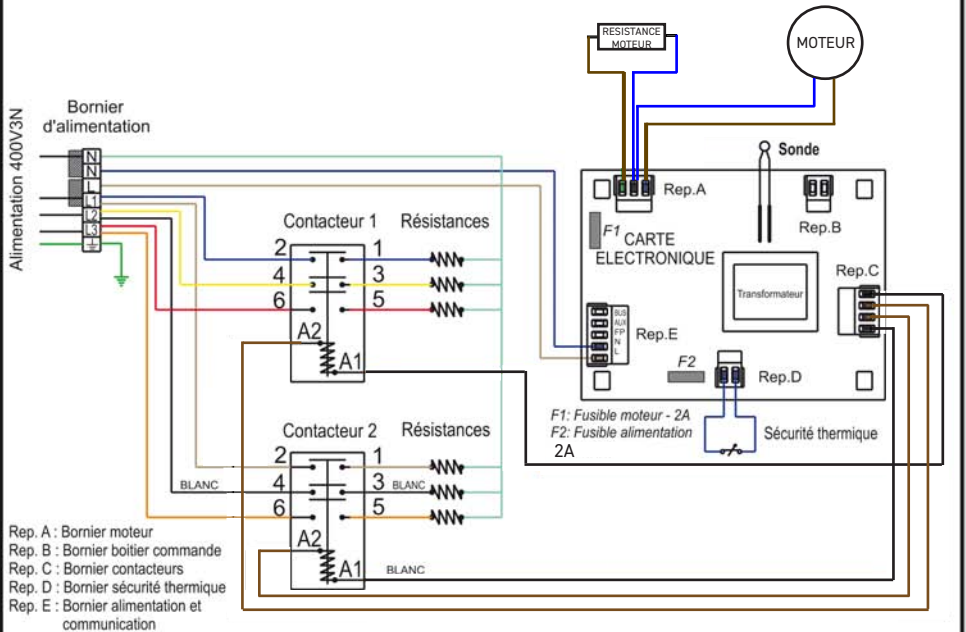 RESISTANCE
MOTEUR
MOTEUR
Alimentation 400V3N
Bornier
d'alimentation
N
N
L
L1
L2
L3
Contacteur 1
Résistances
2
1
4
3
6
5
A2
A1
Sonde
Rep.A
Rep.B
F1
CARTE
ELECTRONIQUE
Transformateur
Rep.C
BUS
AUX
FP
N
L
Rep.E
F2
Rep.D
F1: Fusible moteur - 2A
F2: Fusible alimentation
2A
Sécurité thermique
Contacteur 2
Résistances
2
1
4
3
6
5
BLANC
BLANC
A2
A1
BLANC
Rep. A : Bornier moteur
Rep. B : Bornier boitier commande
Rep. C : Bornier contacteurs
Rep. D : Bornier sécurité thermique
Rep. E : Bornier alimentation et
communication